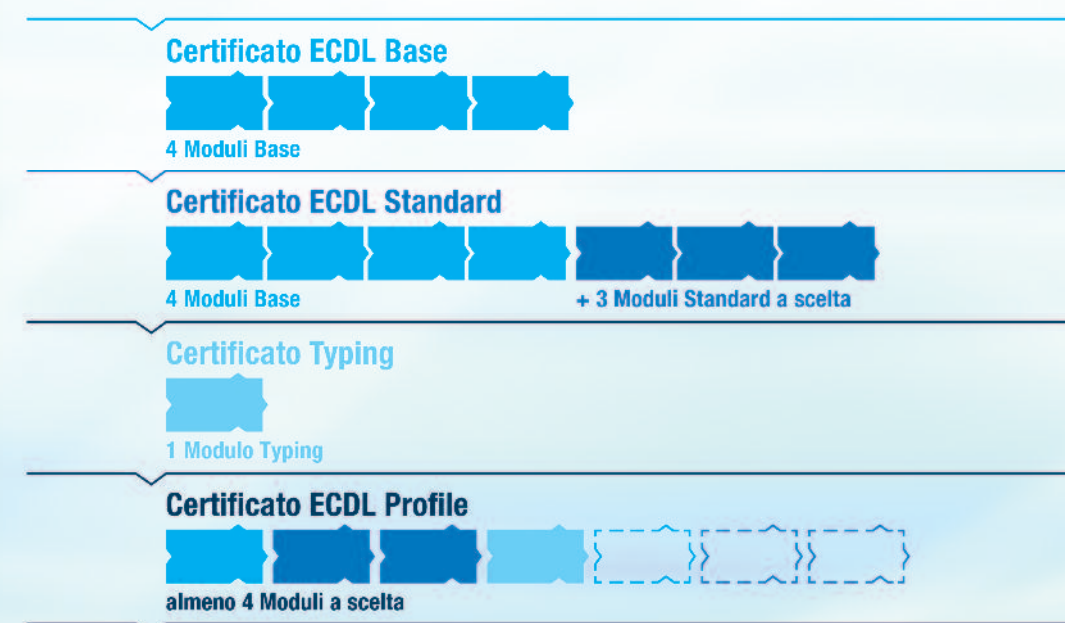 Certificato ECDL Base
4 Moduli Base
Certificato ECDL Standard
4 Moduli Base + 3 Moduli Standard a scelta
Certificato Typing
1 Modulo Typing
Certificato ECDL Profile
almeno 4 Moduli a scelta